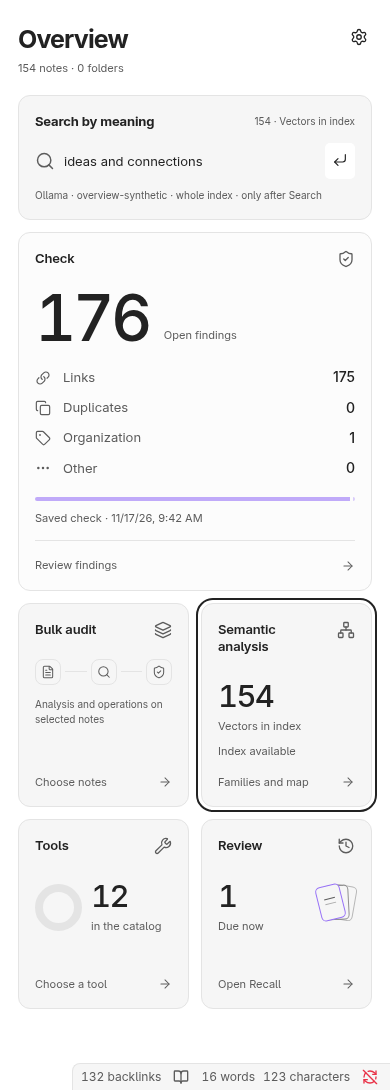 Overview
154 notes · 0 folders
Search by meaning
154 · Vectors in index
ideas and connections
Ollama · overview-synthetic · whole index · only after Search
Check
176 Open findings
Links 175
Duplicates 0
Organization 1
Other 0
Saved check · 11/17/26, 9:42 AM
Review findings
Bulk audit
Analysis and operations on
selected notes
Choose notes
Semantic
analysis
154
Vectors in index
Index available
Families and map
Tools
12
in the catalog
Choose a tool
Review
1
Due now
Open Recall
132 backlinks 16 words 123 characters